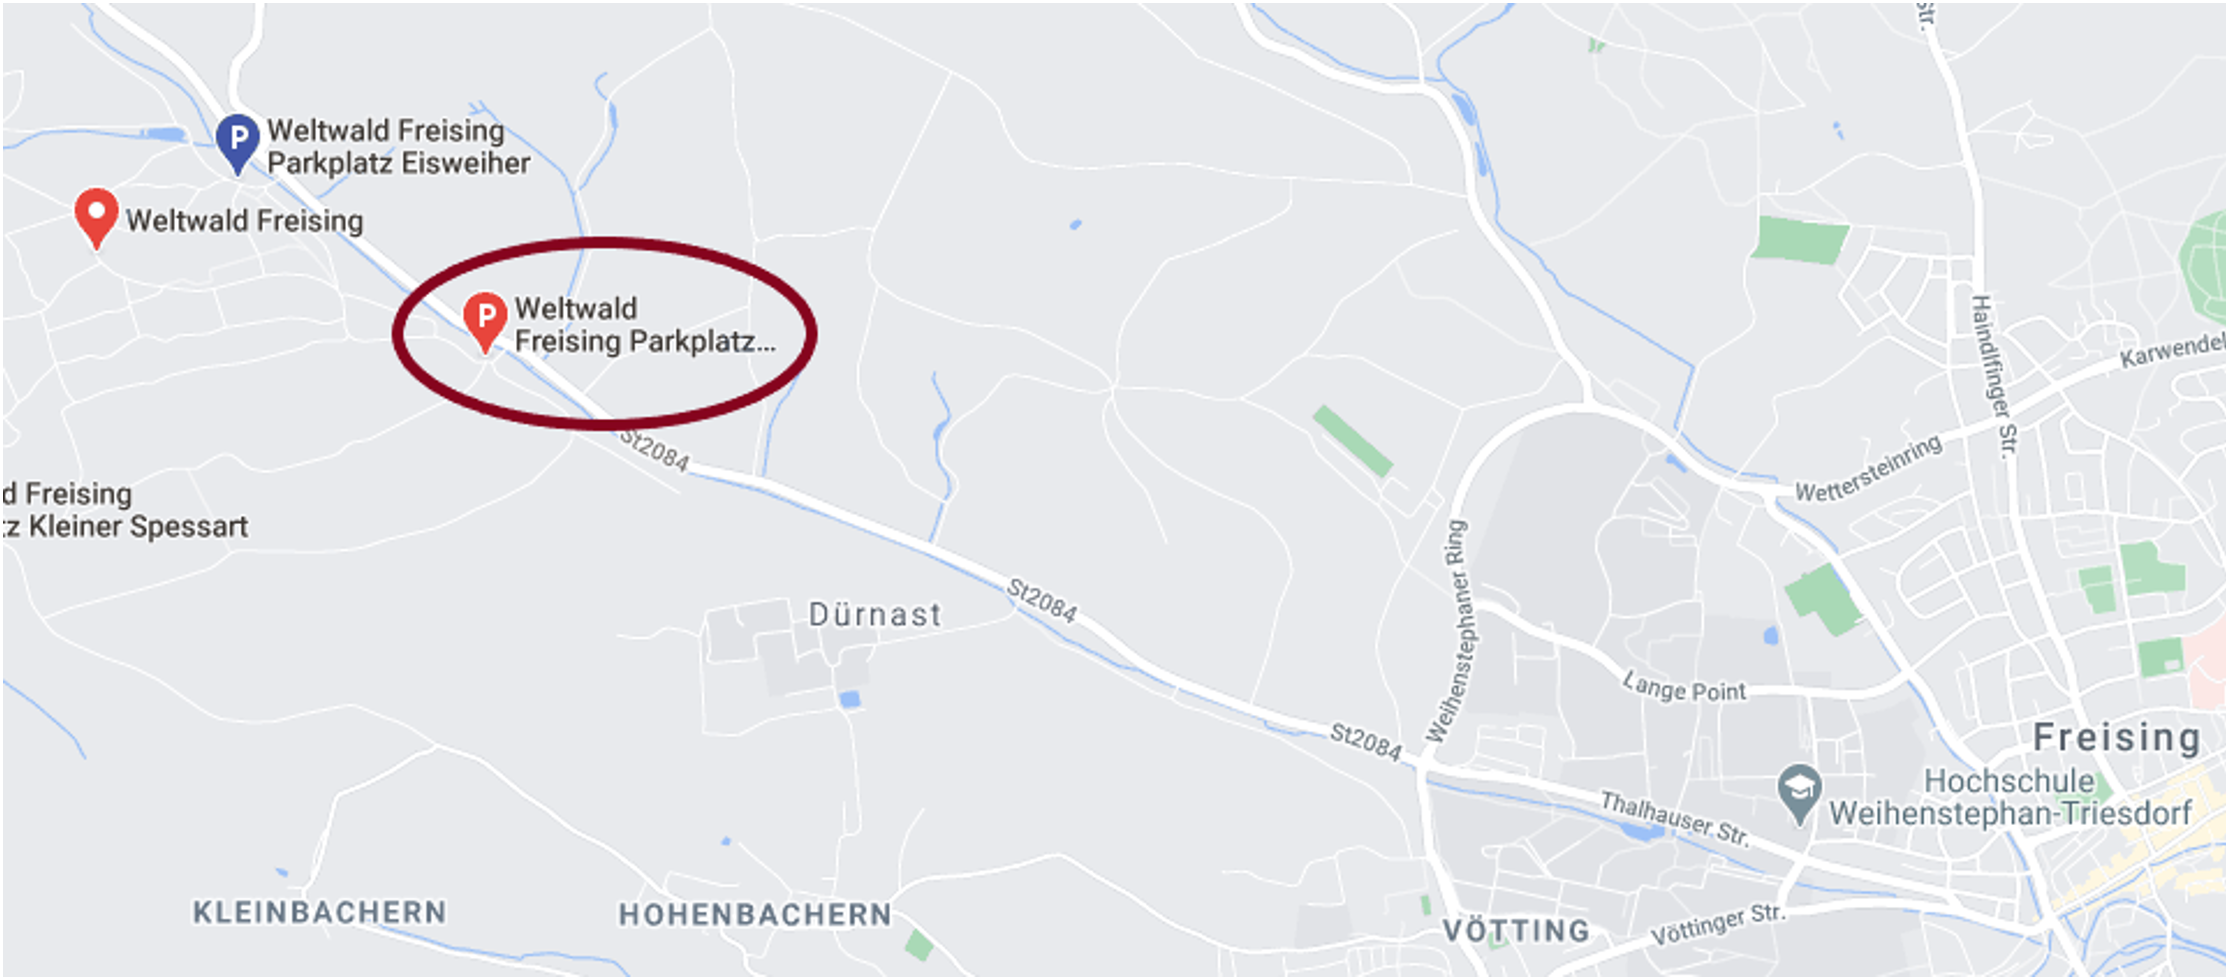 str.
P
Weltwald Freising
Parkplatz Eisweiher
Weltwald Freising
P
Weltwald
Freising Parkplatz...
Haindlfinger Str.
Karwendel
St2084
Wettersteinring
d Freising
z Kleiner Spessart
Weihenstephaner Ring
St2084
Dürnast
Lange Point
St2084
Freising
Hochschule
Weihenstephan-Triesdorf
Thalhauser Str.
KLEINBACHERN
HOHENBACHERN
VÖTTING
Vöttinger Str.